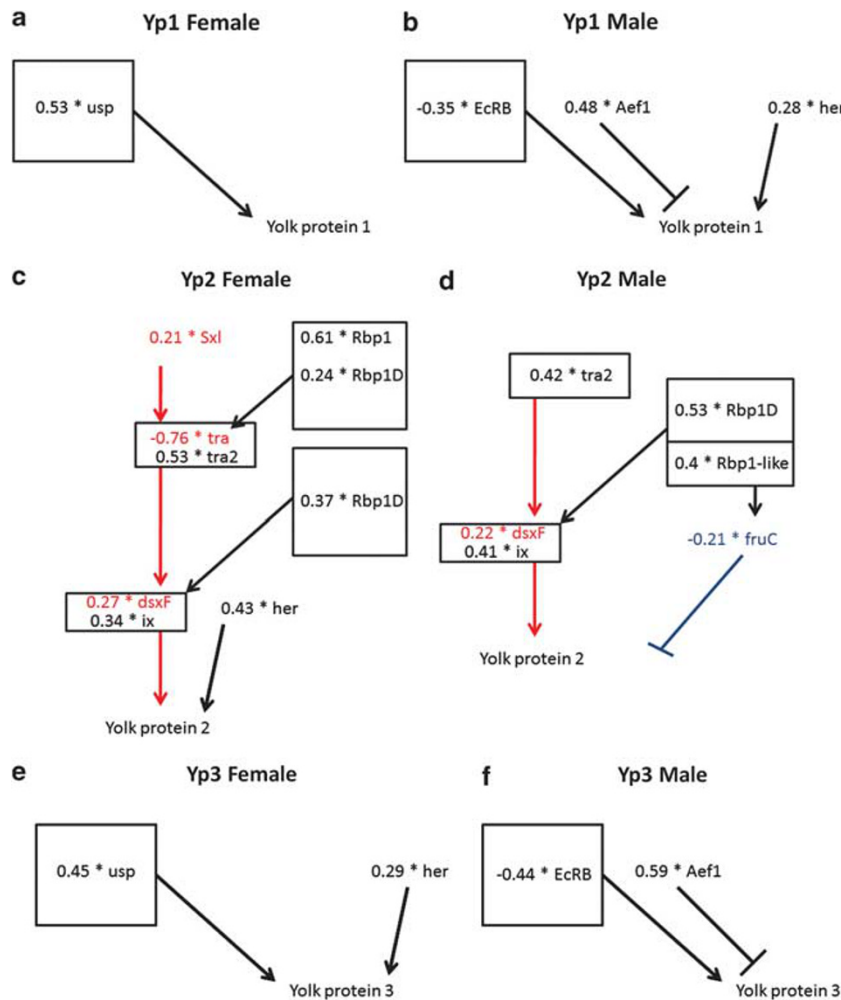 a
Yp1 Female
0.53 * usp
Yolk protein 1
b
Yp1 Male
-0.35 * EcRB
0.48 * Aef1
0.28 * her
Yolk protein 1
c
Yp2 Female
0.21 * Sxl
0.61 * Rbp1
0.24 * Rbp1D
-0.76 * tra
0.53 * tra2
0.37 * Rbp1D
0.27 * dsxF
0.34 * ix
0.43 * her
Yolk protein 2
d
Yp2 Male
0.42 * tra2
0.53 * Rbp1D
0.4 * Rbp1-like
0.22 * dsxF
0.41 * ix
-0.21 * fruC
Yolk protein 2
e
Yp3 Female
0.45 * usp
0.29 * her
Yolk protein 3
f
Yp3 Male
-0.44 * EcRB
0.59 * Aef1
Yolk protein 3